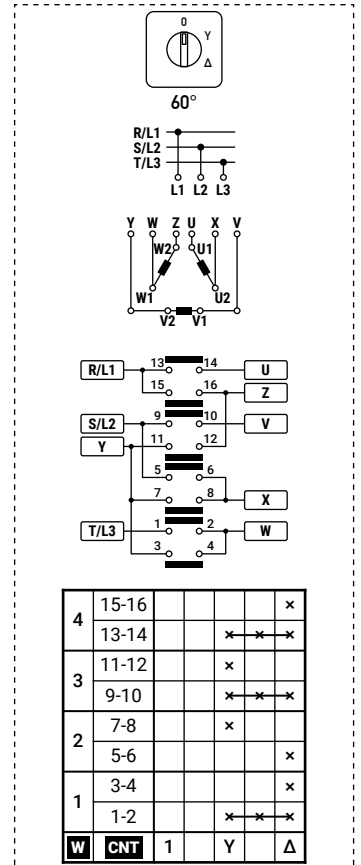 0
Y
Δ
60°
R/L1
S/L2
T/L3
L1 L2 L3
Y W Z U X V
W2 U1
W1 U2
V2 V1
R/L1 13 14 U
15 16 Z
S/L2 9 10 V
Y 11 12
5 6
7 8 X
T/L3 1 2 W
3 4
4 15-16 ×
13-14 × × ×
3 11-12 ×
9-10 × × ×
2 7-8 ×
5-6 ×
1 3-4 ×
1-2 × × ×
W CNT 1 Y Δ